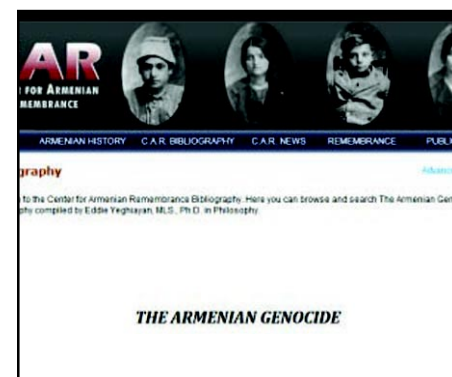 AR
FOR ARMENIAN
MEMBRANCE
ARMENIAN HISTORY C.A.R. BIBLIOGRAPHY C.A.R. NEWS REMEMBRANCE PUBLI
graphy Advanc
to the Center for Armenian Remembrance Bibliography. Here you can browse and search The Armenian Gen
phy compiled by Eddie Yeghiayan, MLS., Ph.D. in Philosophy.
THE ARMENIAN GENOCIDE